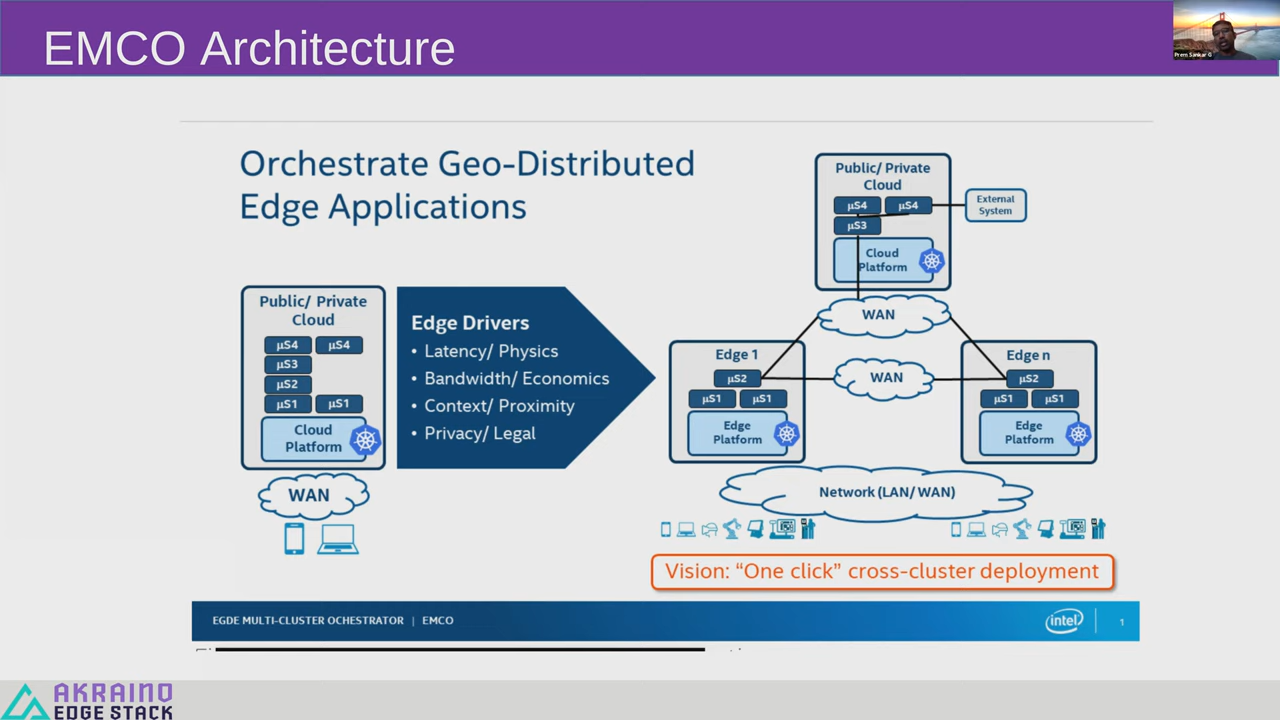 EMCO Architecture
Prem Sankar G
Orchestrate Geo-Distributed
Edge Applications
Public/ Private
Cloud
µS4 µS4
µS3
µS2
µS1 µS1
Cloud
Platform
WAN
Edge Drivers
• Latency/ Physics
• Bandwidth/ Economics
• Context/ Proximity
• Privacy/ Legal
Public/ Private
Cloud
µS4 µS4
µS3
Cloud
Platform
External
System
WAN
WAN
Edge 1
µS2
µS1 µS1
Edge
Platform
Edge n
µS2
µS1 µS1
Edge
Platform
Network (LAN/ WAN)
Vision: “One click” cross-cluster deployment
EGDE MULTI-CLUSTER OCHESTRATOR | EMCO
intel
1
AKRAINO
EDGE STACK